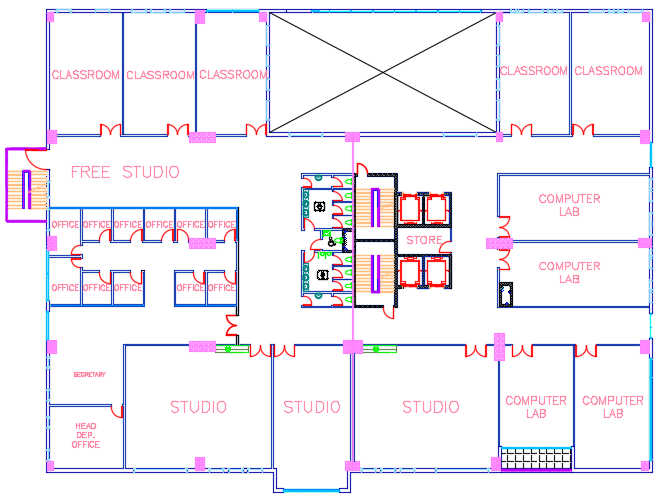 CLASSROOM
CLASSROOM
CLASSROOM
CLASSROOM
CLASSROOM
FREE STUDIO
COMPUTER
LAB
OFFICE
OFFICE
OFFICE
OFFICE
OFFICE
OFFICE
STORE
COMPUTER
LAB
OFFICE
OFFICE
OFFICE
OFFICE
OFFICE
SECRETARY
STUDIO
STUDIO
STUDIO
COMPUTER
LAB
COMPUTER
LAB
HEAD
DEP.
OFFICE